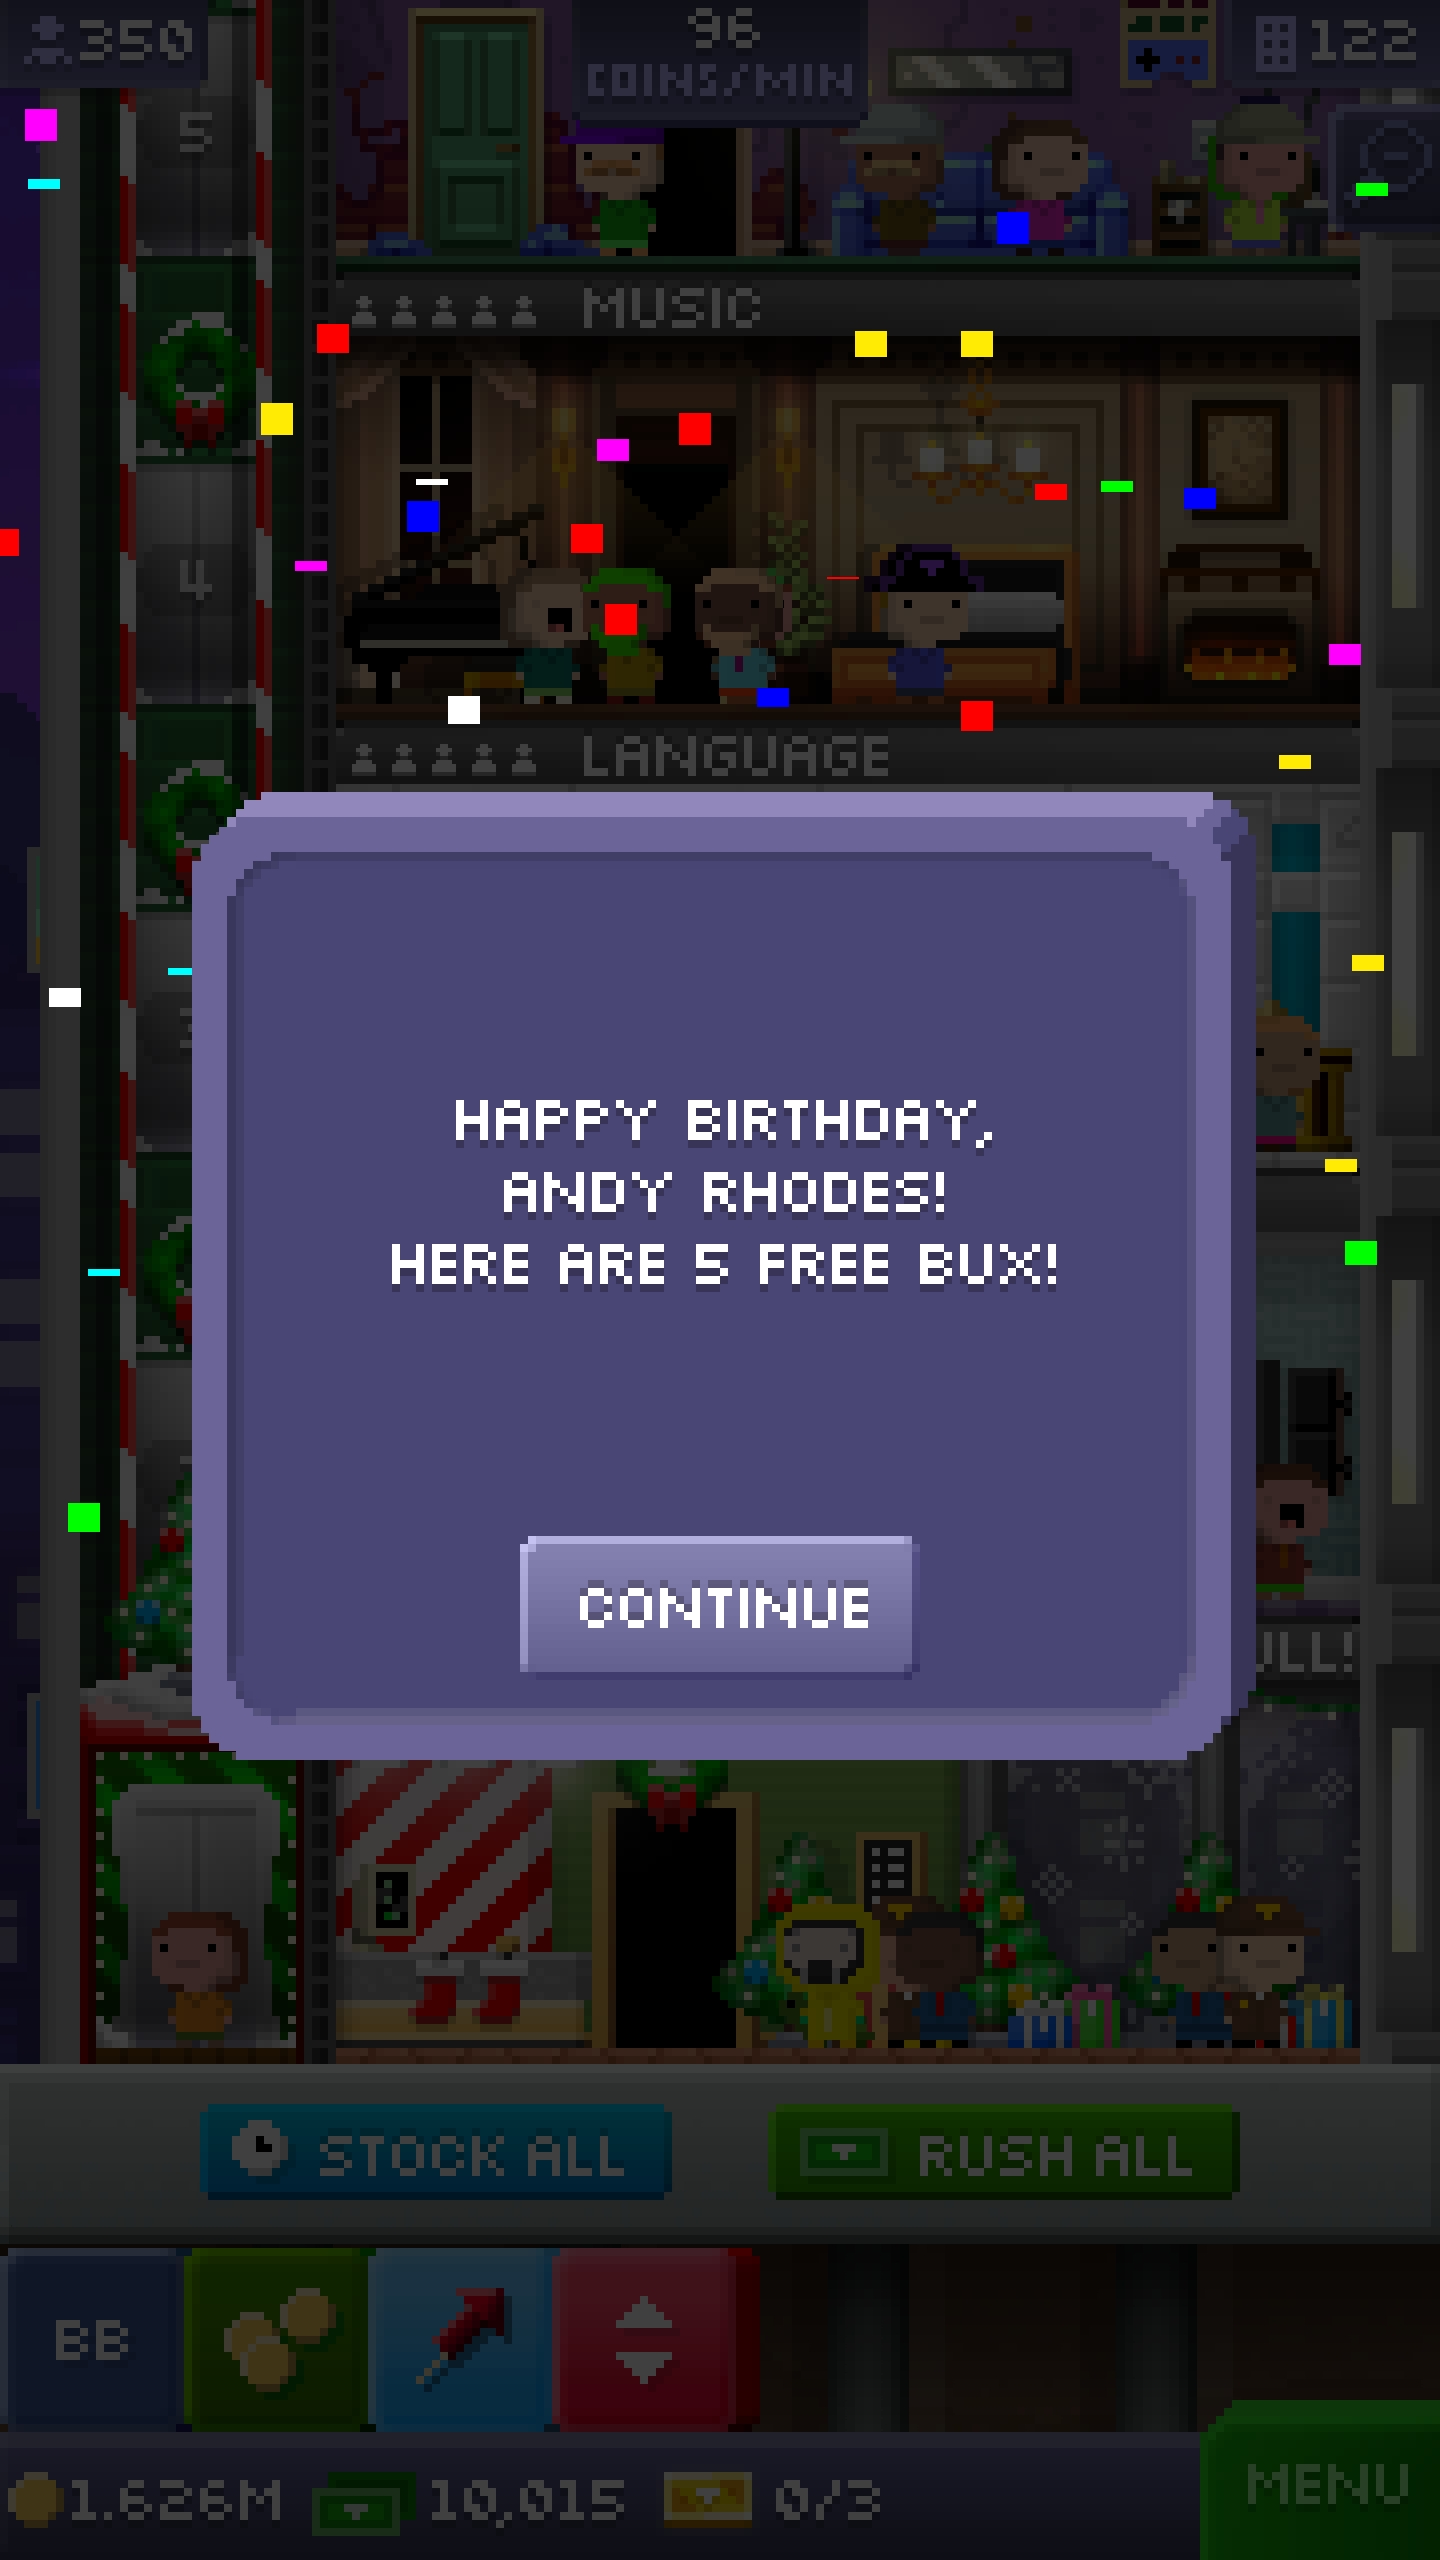 350
96
COINS/MIN
122
5
MUSIC
4
LANGUAGE
HAPPY BIRTHDAY,
ANDY RHODES!
HERE ARE 5 FREE BUX!
CONTINUE
STOCK ALL
RUSH ALL
BB
1.626M
10,015
0/3
MENU